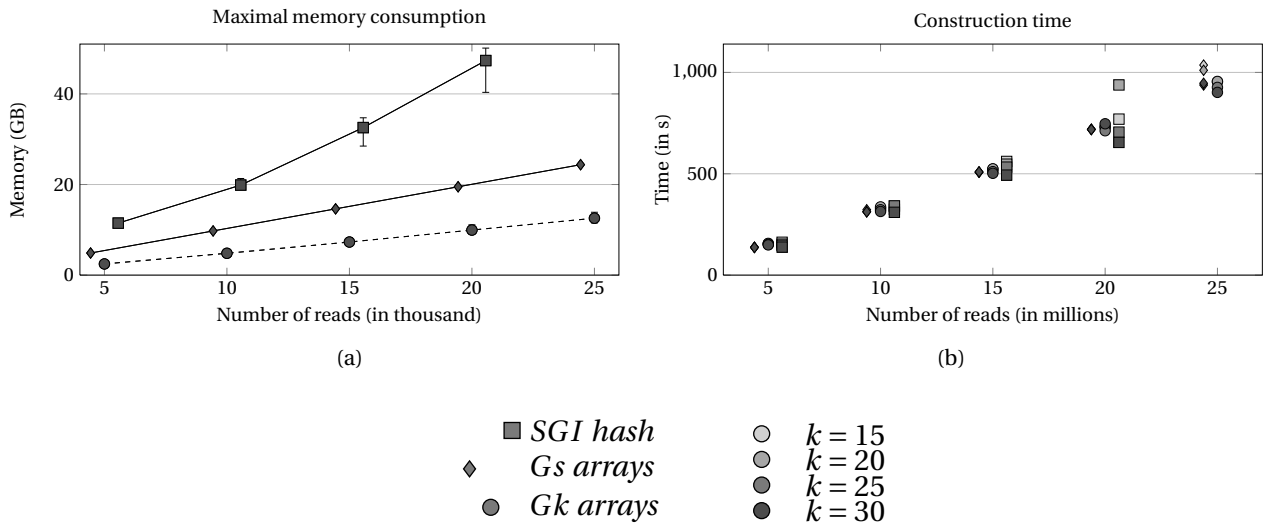 Maximal memory consumption
Memory (GB)
40
20
0
5 10 15 20 25
Number of reads (in thousand)
(a)
Construction time
Time (in s)
1,000
500
0
5 10 15 20 25
Number of reads (in millions)
(b)
SGI hash
Gs arrays
Gk arrays
k = 15
k = 20
k = 25
k = 30